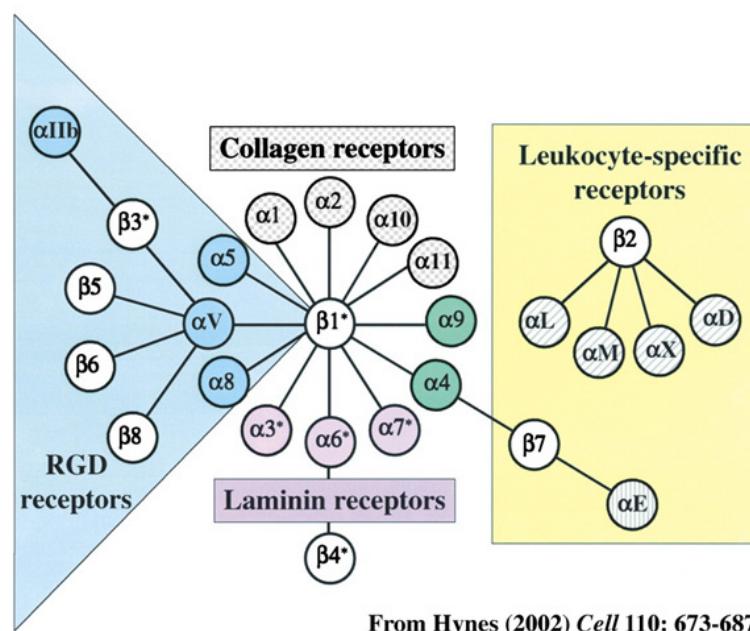 αIIb
β3*
β5
β6
β8
αV
RGD
receptors
Collagen receptors
α1
α2
α10
α11
α5
β1*
α9
α8
α4
α3*
α6*
α7*
Laminin receptors
β4*
Leukocyte-specific
receptors
β2
αL
αM
αX
αD
β7
αE
From Hynes (2002) Cell 110: 673-687